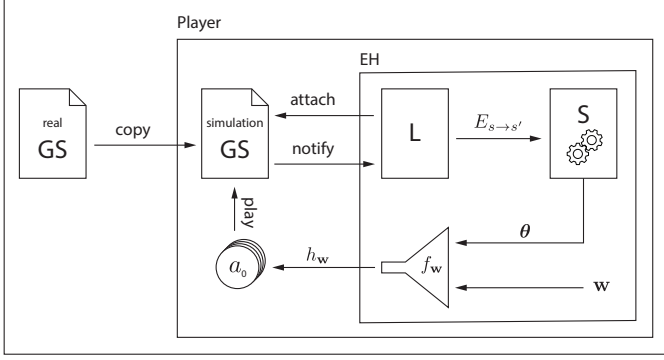 Player
EH
real
GS
copy
simulation
GS
attach
notify
L
E_{s→s'}
S
play
a_0
h_w
f_w
θ
w